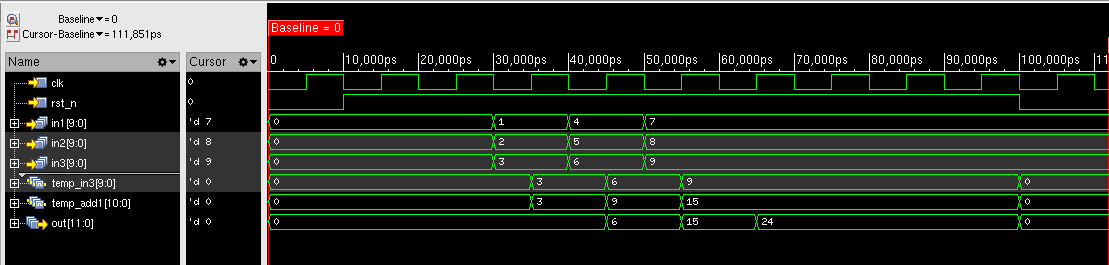 Baseline▼= 0
Cursor-Baseline▼= 111,851ps
Baseline = 0
Name Cursor 0 10,000ps 20,000ps 30,000ps 40,000ps 50,000ps 60,000ps 70,000ps 80,000ps 90,000ps 100,000ps 11
clk 0
rst_n 0
in1[9:0] 'd 7 0 1 4 7
in2[9:0] 'd 8 0 2 5 8
in3[9:0] 'd 9 0 3 6 9
temp_in3[9:0] 'd 0 0 3 6 9 0
temp_add1[10:0] 'd 0 0 3 9 15 0
out[11:0] 'd 0 0 6 15 24 0